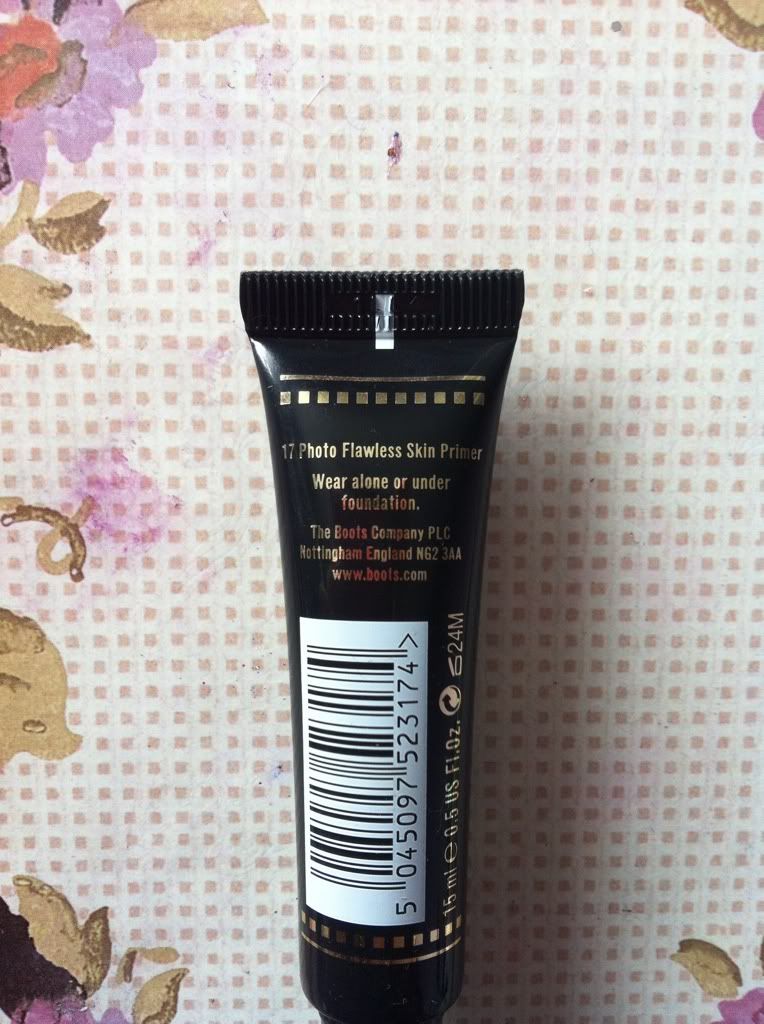 17 Photo Flawless Skin Primer
Wear alone or under
foundation.
The Boots Company PLC
Nottingham England NG2 3AA
www.boots.com
5 045097 523174 >
15 ml e 0.5 US Fl.Oz. 24M